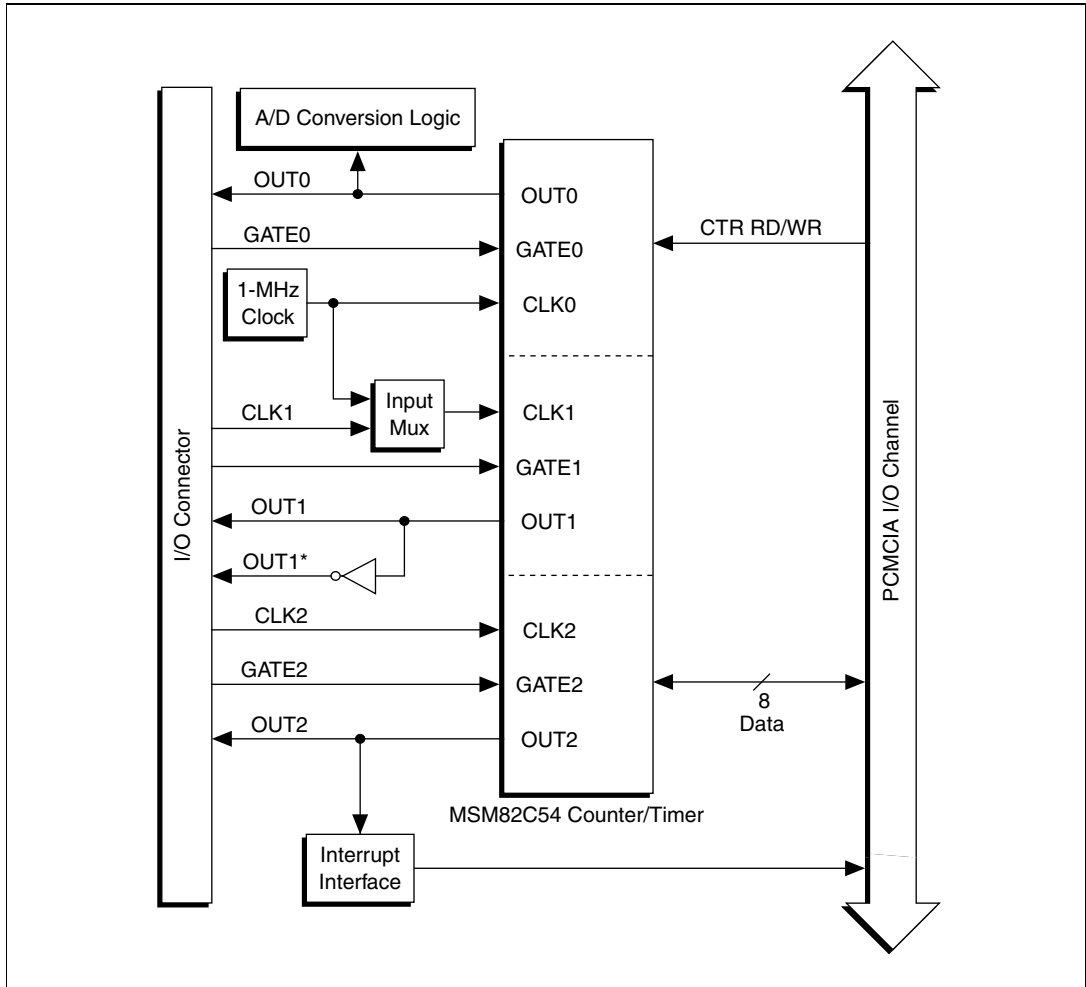 A/D Conversion Logic
OUT0
OUT0
CTR RD/WR
GATE0
GATE0
1-MHz
Clock
CLK0
CLK1
Input
Mux
CLK1
GATE1
I/O Connector
PCMCIA I/O Channel
OUT1
OUT1
OUT1*
CLK2
CLK2
GATE2
GATE2
8
Data
OUT2
OUT2
MSM82C54 Counter/Timer
Interrupt
Interface